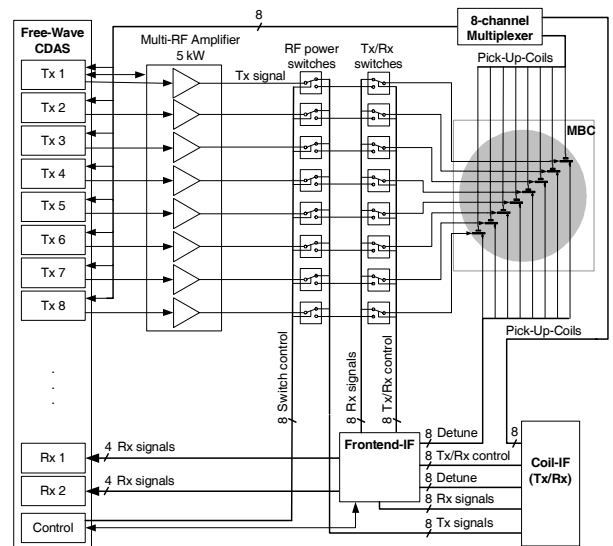 8
8-channel
Multiplexer
Free-Wave
CDAS
Multi-RF Amplifier
5 kW
RF power
switches
Tx/Rx
switches
Pick-Up-Coils
Tx 1
Tx signal
Tx 2
MBC
Tx 3
Tx 4
Tx 5
Tx 6
Tx 7
Tx 8
Pick-Up-Coils
.
.
.
8 Switch control
8 Rx signals
8 Tx/Rx control
Rx 1
4 Rx signals
Rx 2
4 Rx signals
Control
Frontend-IF
8 Detune
8
8 Tx/Rx control
8 Detune
8 Rx signals
8 Tx signals
Coil-IF
(Tx/Rx)